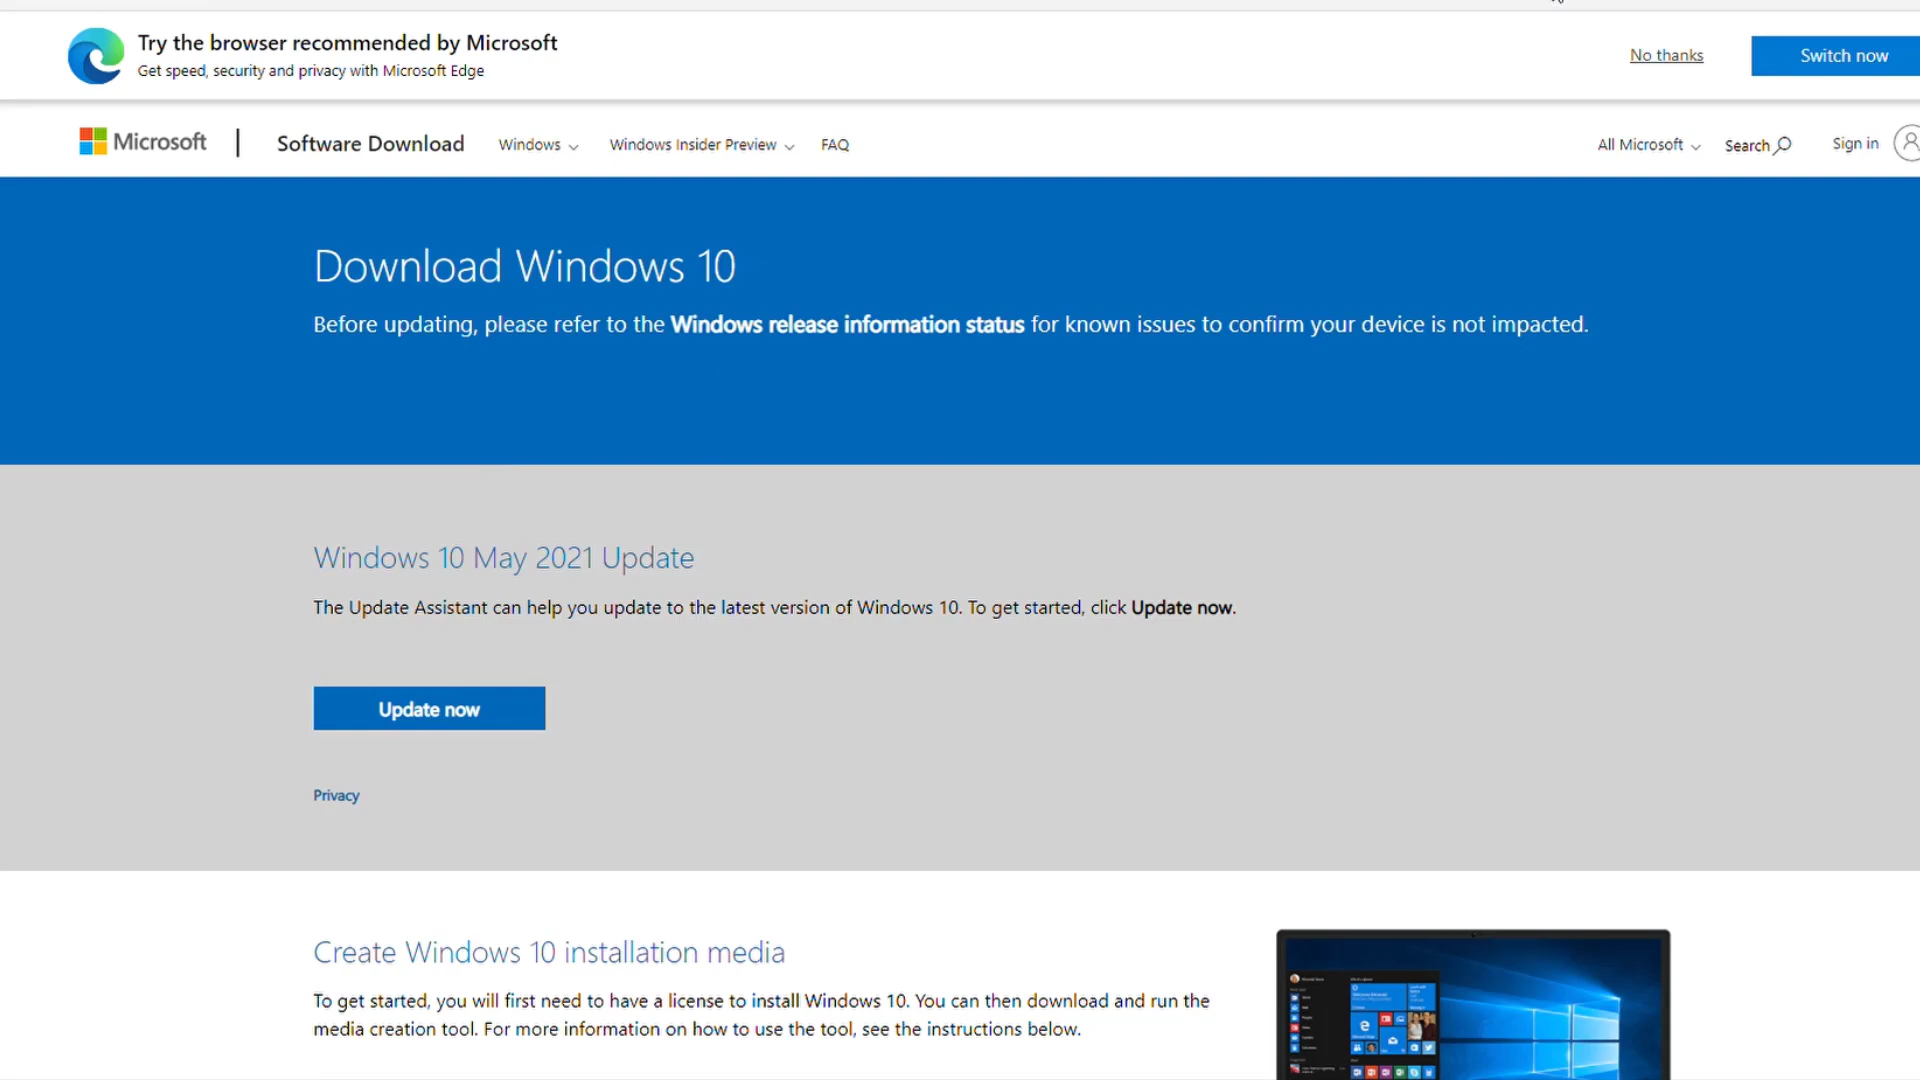 Try the browser recommended by Microsoft
Get speed, security and privacy with Microsoft Edge
No thanks
Switch now
Microsoft
Software Download
Windows
Windows Insider Preview
FAQ
All Microsoft
Search
Sign in
Download Windows 10
Before updating, please refer to the Windows release information status for known issues to confirm your device is not impacted.
Windows 10 May 2021 Update
The Update Assistant can help you update to the latest version of Windows 10. To get started, click Update now.
Update now
Privacy
Create Windows 10 installation media
To get started, you will first need to have a license to install Windows 10. You can then download and run the
media creation tool. For more information on how to use the tool, see the instructions below.